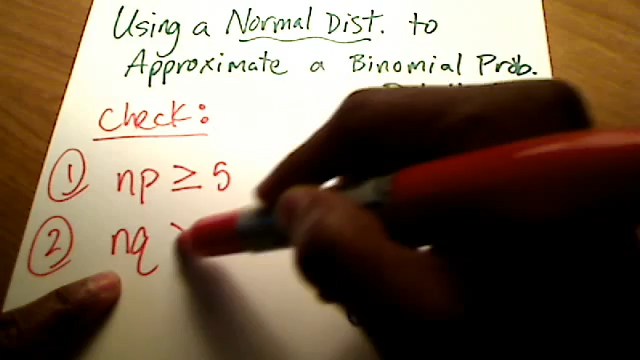 Using a Normal Dist. to
Approximate a Binomial Prob.
Check:
① np ≥ 5
② nq